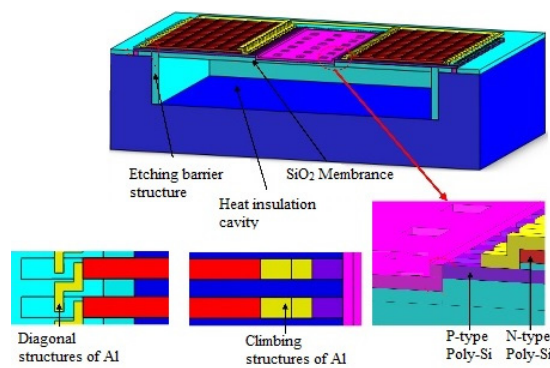 Etching barrier
structure
SiO2 Membrance
Heat insulation
cavity
Diagonal
structures of Al
Climbing
structures of Al
P-type
Poly-Si
N-type
Poly-Si